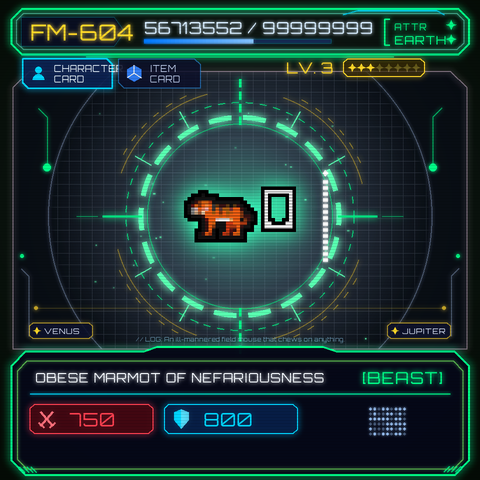 FM-604
56713552 / 99999999
ATTR
EARTH
CHARACTER
CARD
ITEM
CARD
LV. 3
VENUS
JUPITER
// LOG: An ill-mannered field mouse that chews on anything
OBESE MARMOT OF NEFARIOUSNESS
[BEAST]
750
800